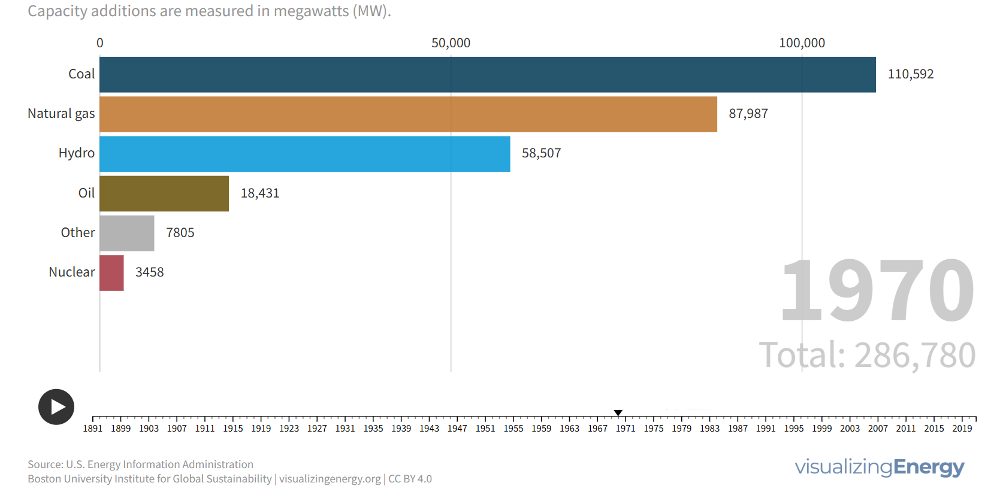 Capacity additions are measured in megawatts (MW).
0 50,000 100,000
Coal 110,592
Natural gas 87,987
Hydro 58,507
Oil 18,431
Other 7805
Nuclear 3458
1970
Total: 286,780
1891 1899 1903 1907 1911 1915 1919 1923 1927 1931 1935 1939 1943 1947 1951 1955 1959 1963 1967 1971 1975 1979 1983 1987 1991 1995 1999 2003 2007 2011 2015 2019
Source: U.S. Energy Information Administration
Boston University Institute for Global Sustainability | visualizingenergy.org | CC BY 4.0
visualizingEnergy